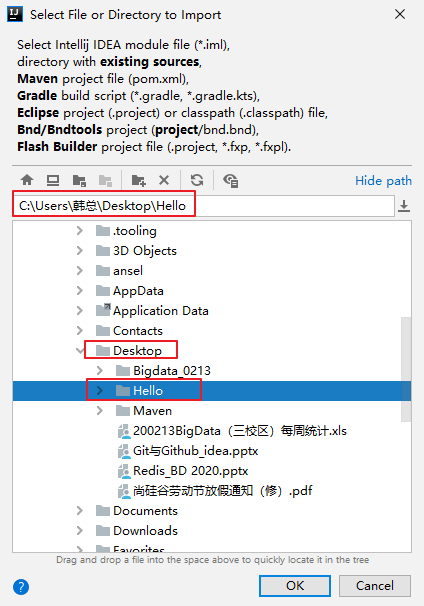 IJ
Select File or Directory to Import
Select Intellij IDEA module file (*.iml),
directory with existing sources,
Maven project file (pom.xml),
Gradle build script (*.gradle, *.gradle.kts),
Eclipse project (.project) or classpath (.classpath) file,
Bnd/Bndtools project (project/bnd.bnd),
Flash Builder project file (.project, *.fxp, *.fxpl).
Hide path
C:\Users\韩总\Desktop\Hello
.tooling
3D Objects
ansel
AppData
Application Data
Contacts
Desktop
Bigdata_0213
Hello
Maven
200213BigData（三校区）每周统计.xls
Git与Github_idea.pptx
Redis_BD 2020.pptx
尚硅谷劳动节放假通知（修）.pdf
Documents
Downloads
Favorites
Drag and drop a file into the space above to quickly locate it in the tree
?
OK
Cancel